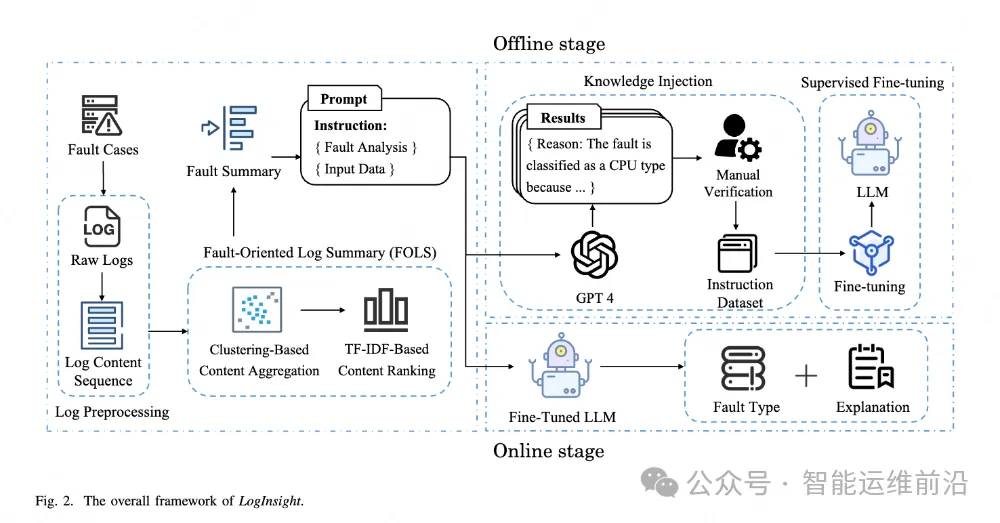 Offline stage
Fault Cases
LOG
Raw Logs
Log Content
Sequence
Log Preprocessing
Fault Summary
Prompt
Instruction:
{ Fault Analysis }
{ Input Data }
Fault-Oriented Log Summary (FOLS)
Clustering-Based
Content Aggregation
TF-IDF-Based
Content Ranking
Knowledge Injection
Results
{ Reason: The fault is
classified as a CPU type
because ... }
GPT 4
Manual
Verification
Instruction
Dataset
Supervised Fine-tuning
LLM
Fine-tuning
Fine-Tuned LLM
Fault Type
+
Explanation
Online stage
公众号 · 智能运维前沿
Fig. 2. The overall framework of LogInsight.